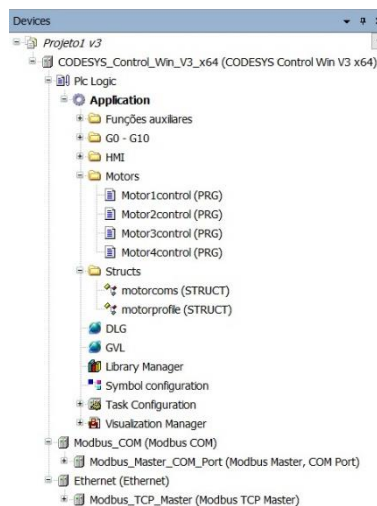 Devices
Projeto1 v3
CODESYS_Control_Win_V3_x64 (CODESYS Control Win V3 x64)
Plc Logic
Application
Funções auxliares
G0 - G10
HMI
Motors
Motor1control (PRG)
Motor2control (PRG)
Motor3control (PRG)
Motor4control (PRG)
Structs
motorcoms (STRUCT)
motorprofile (STRUCT)
DLG
GVL
Library Manager
Symbol configuration
Task Configuration
Visualization Manager
Modbus_COM (Modbus COM)
Modbus_Master_COM_Port (Modbus Master, COM Port)
Ethernet (Ethernet)
Modbus_TCP_Master (Modbus TCP Master)